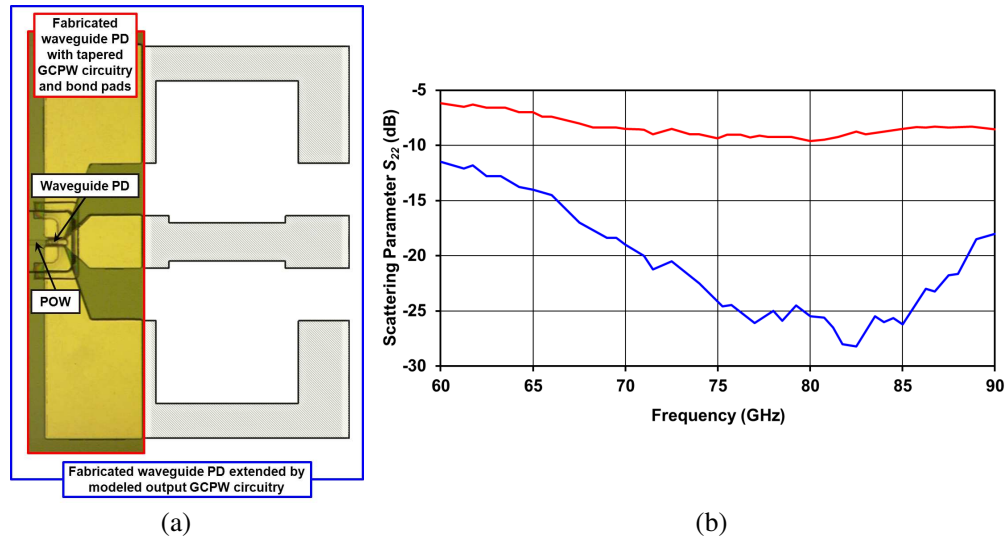 Fabricated
waveguide PD
with tapered
GCPW circuitry
and bond pads
Waveguide PD
POW
Fabricated waveguide PD extended by
modeled output GCPW circuitry
(a)
Scattering Parameter S22 (dB)
-5
-10
-15
-20
-25
-30
60 65 70 75 80 85 90
Frequency (GHz)
(b)